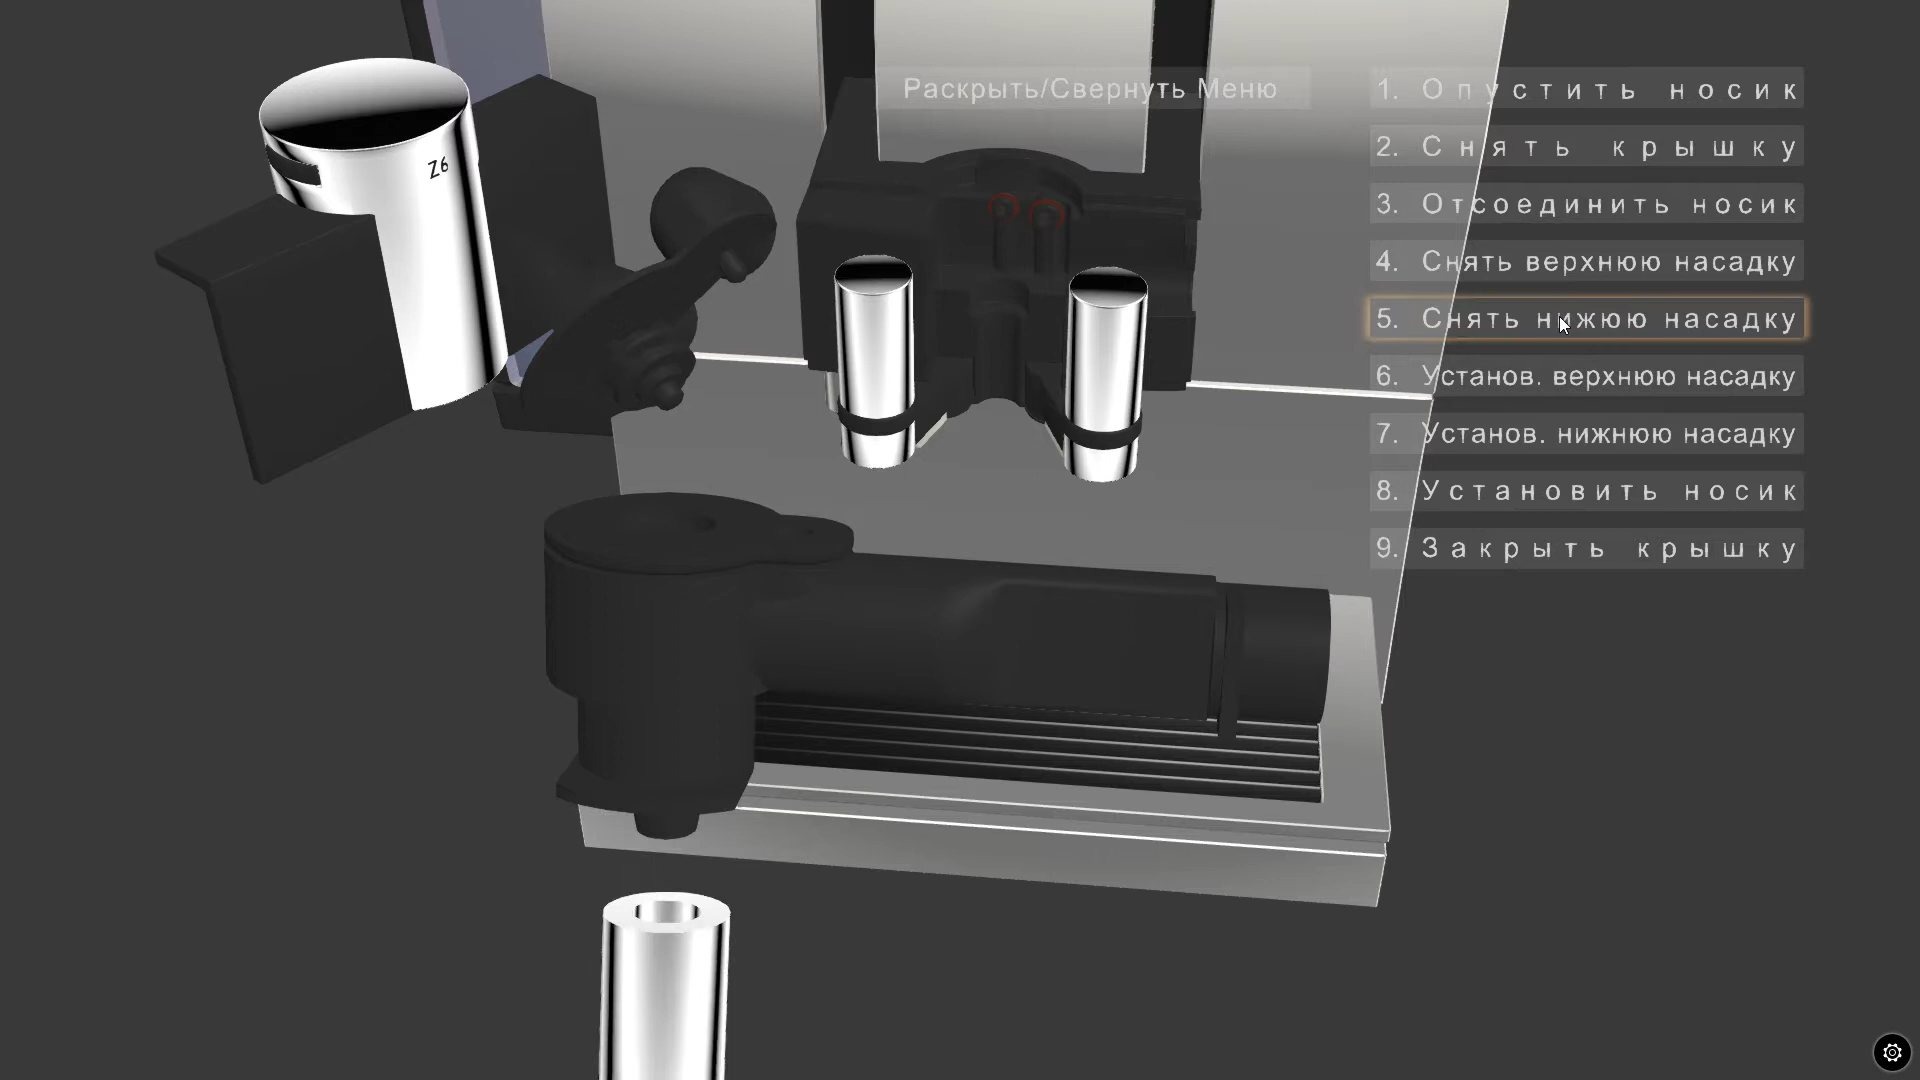 Z6
Раскрыть/Свернуть Меню
1. Опустить носик
2. Снять крышку
3. Отсоединить носик
4. Снять верхнюю насадку
5. Снять нижнюю насадку
6. Установ. верхнюю насадку
7. Установ. нижнюю насадку
8. Установить носик
9. Закрыть крышку